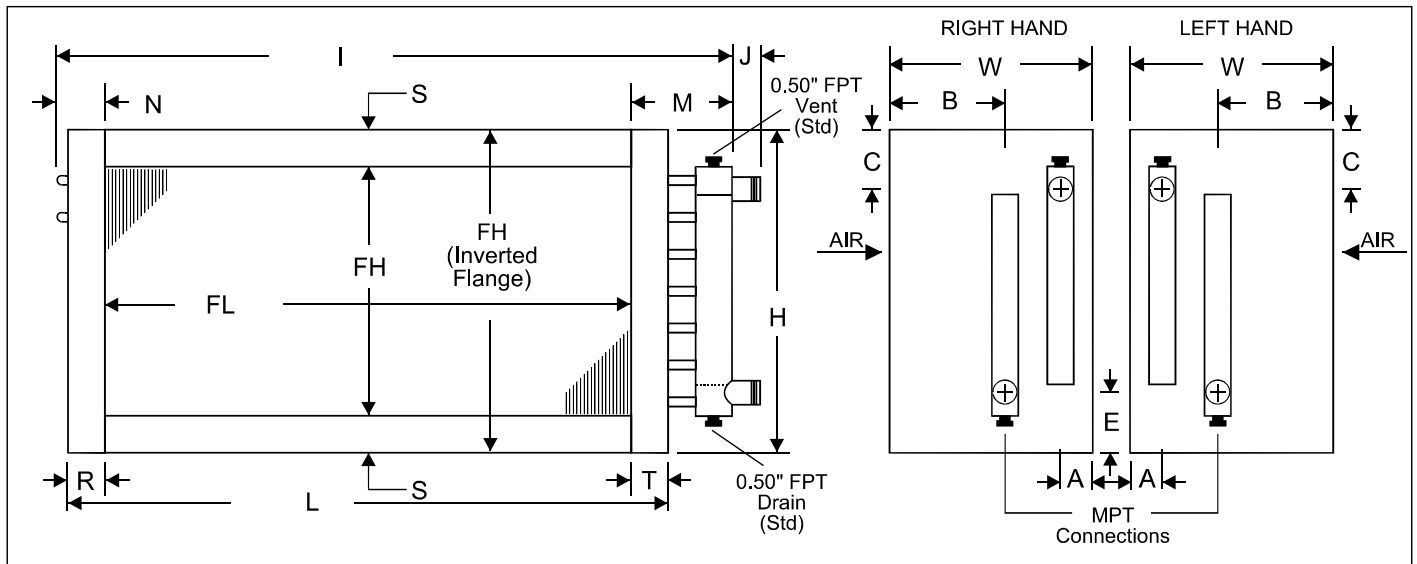 RIGHT HAND
LEFT HAND
I
J
W
W
N
S
M
0.50" FPT
Vent
(Std)
B
B
C
C
FH
FH
(Inverted
Flange)
AIR
AIR
FL
H
E
R
S
T
L
0.50" FPT
Drain
(Std)
A
A
MPT
Connections